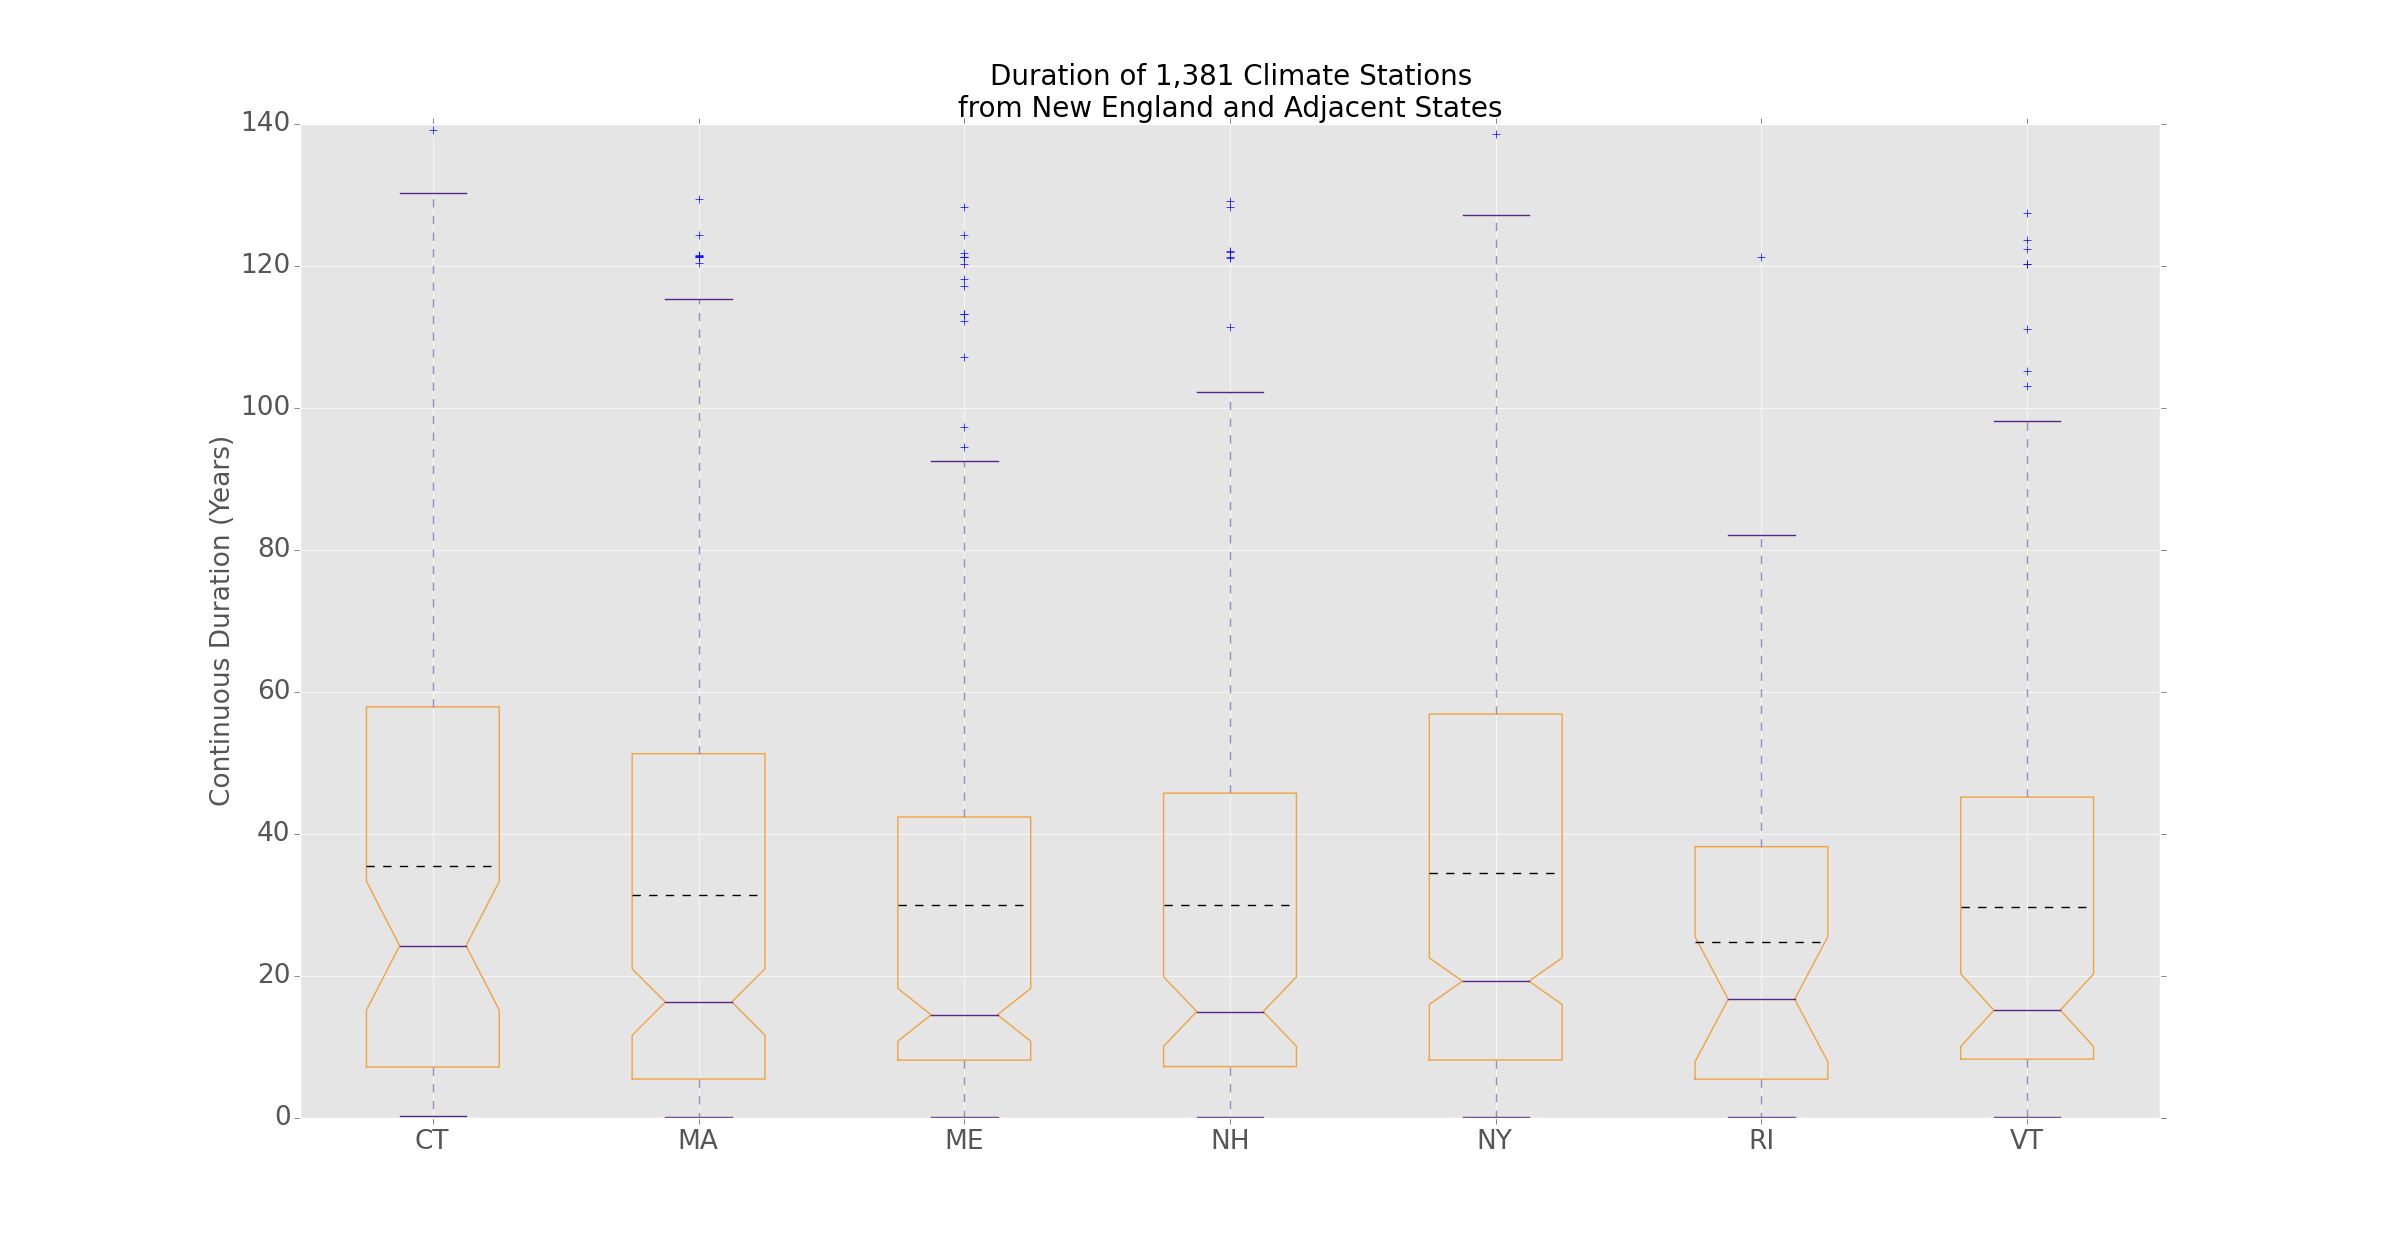 Duration of 1,381 Climate Stations
from New England and Adjacent States
Continuous Duration (Years)
140
120
100
80
60
40
20
0
CT MA ME NH NY RI VT